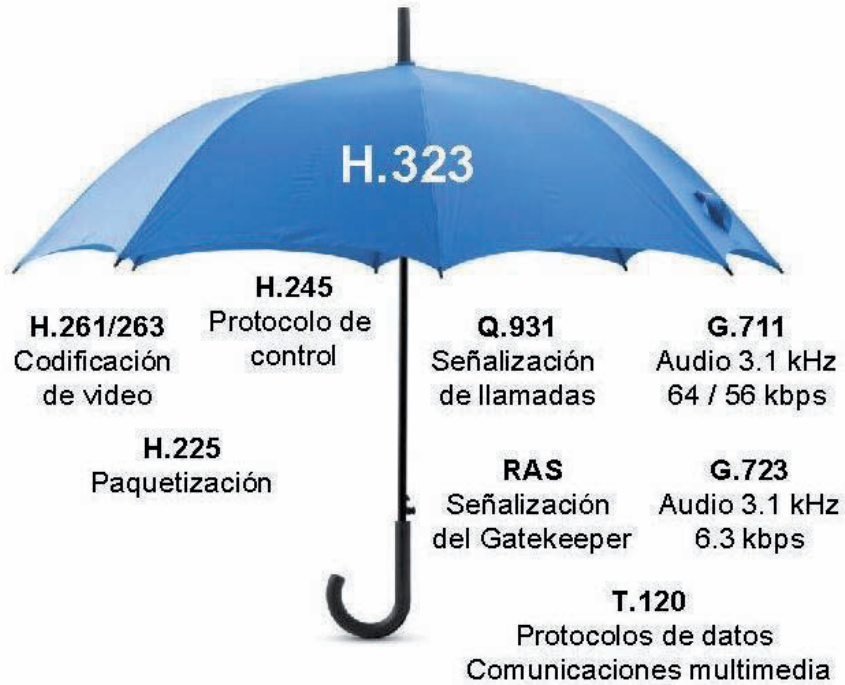 H.323
H.245
Protocolo de
control
H.261/263
Codificación
de video
Q.931
Señalización
de llamadas
G.711
Audio 3.1 kHz
64 / 56 kbps
H.225
Paquetización
RAS
Señalización
del Gatekeeper
G.723
Audio 3.1 kHz
6.3 kbps
T.120
Protocolos de datos
Comunicaciones multimedia